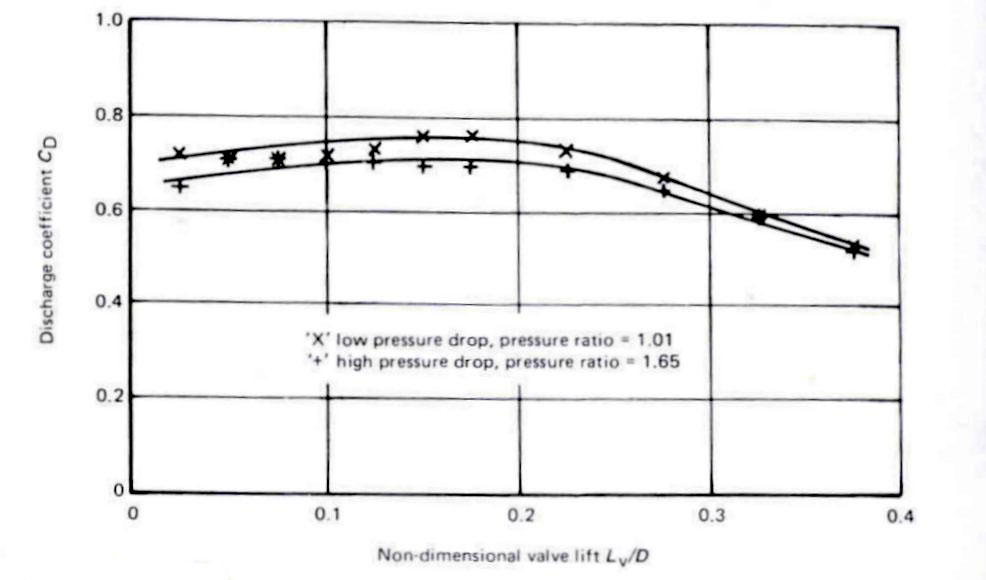 1.0
0.8
0.6
0.4
0.2
0
Discharge coefficient CD
'X' low pressure drop, pressure ratio = 1.01
'+' high pressure drop, pressure ratio = 1.65
0 0.1 0.2 0.3 0.4
Non-dimensional valve lift Lv/D